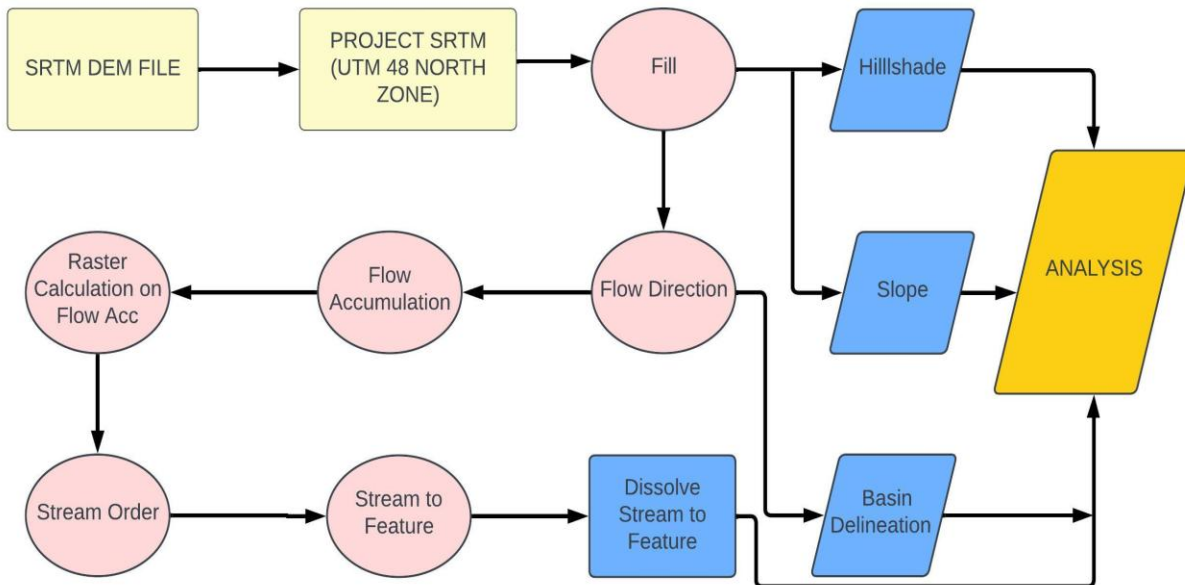 SRTM DEM FILE
PROJECT SRTM
(UTM 48 NORTH
ZONE)
Fill
Hilllshade
Raster
Calculation on
Flow Acc
Flow
Accumulation
Flow Direction
Slope
ANALYSIS
Stream Order
Stream to
Feature
Dissolve
Stream to
Feature
Basin
Delineation